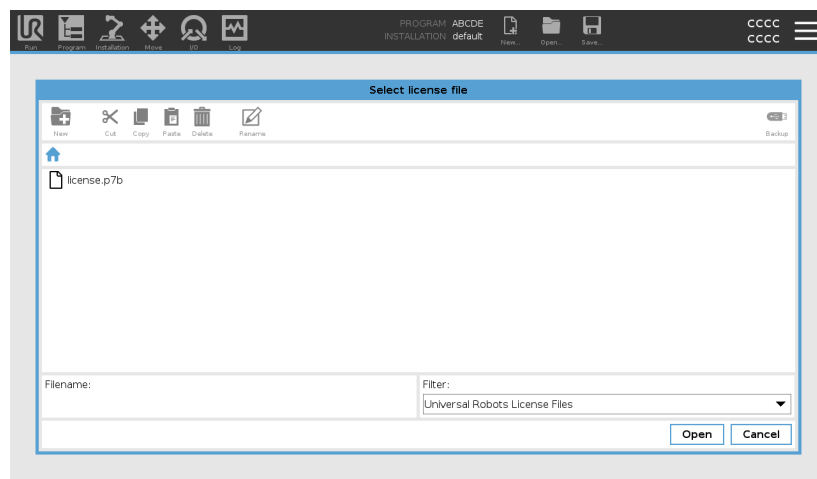 UR
PROGRAM ABCDE
INSTALLATION default
CCCC
CCCC
Run Program Installation Move I/O Log New... Open... Save...
Select license file
New Cut Copy Paste Delete Rename Backup
license.p7b
Filename:
Filter:
Universal Robots License Files
Open Cancel